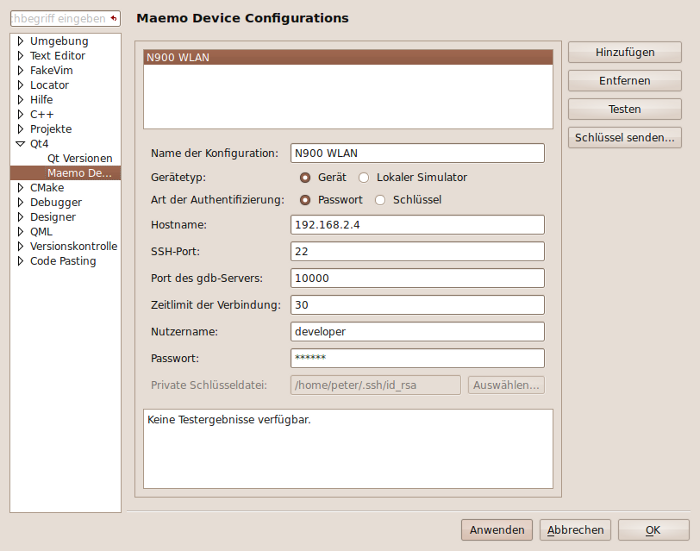 chbegriff eingeben
Maemo Device Configurations
Umgebung
Text Editor
FakeVim
Locator
Hilfe
C++
Projekte
Qt4
Qt Versionen
Maemo De...
CMake
Debugger
Designer
QML
Versionskontrolle
Code Pasting
N900 WLAN
Hinzufügen
Entfernen
Testen
Schlüssel senden...
Name der Konfiguration: N900 WLAN
Gerätetyp: Gerät Lokaler Simulator
Art der Authentifizierung: Passwort Schlüssel
Hostname: 192.168.2.4
SSH-Port: 22
Port des gdb-Servers: 10000
Zeitlimit der Verbindung: 30
Nutzername: developer
Passwort: ******
Private Schlüsseldatei: /home/peter/.ssh/id_rsa Auswählen...
Keine Testergebnisse verfügbar.
Anwenden Abbrechen OK